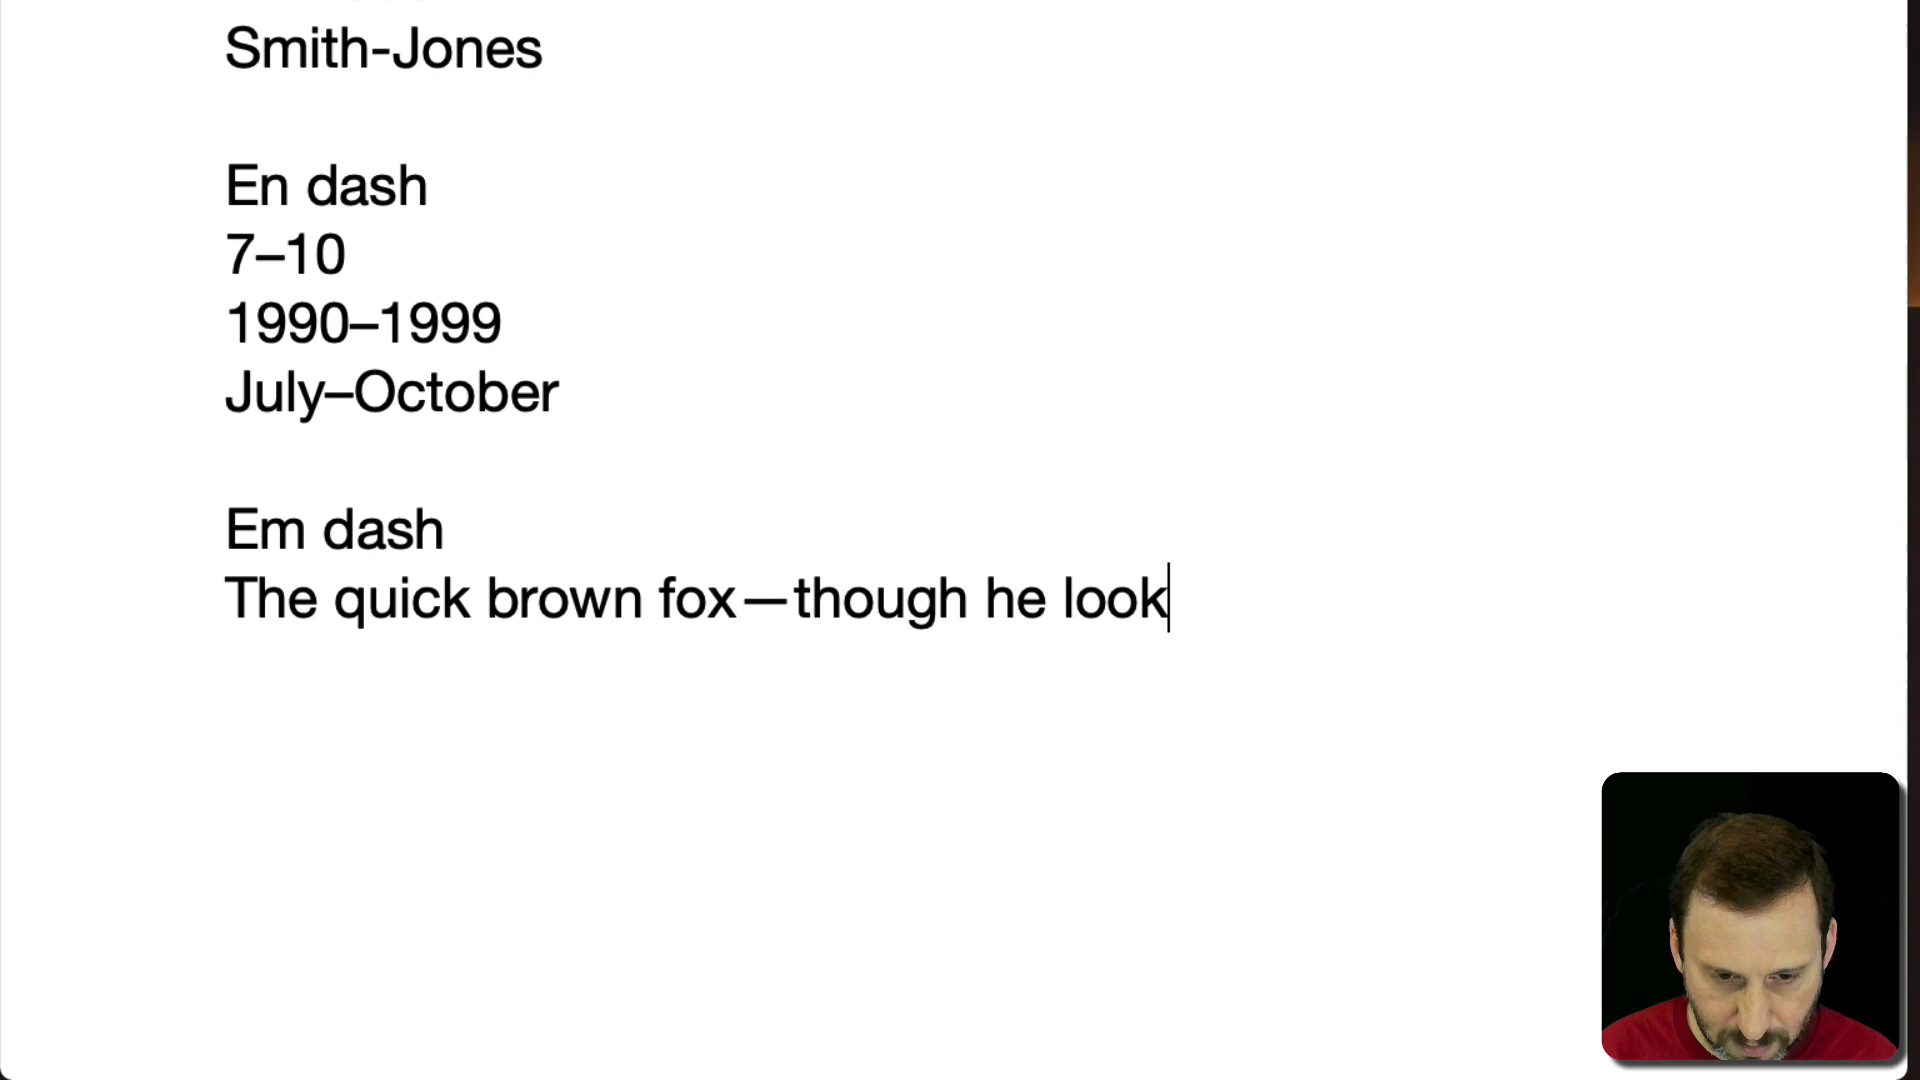 Smith-Jones
En dash
7–10
1990–1999
July–October
Em dash
The quick brown fox—though he look